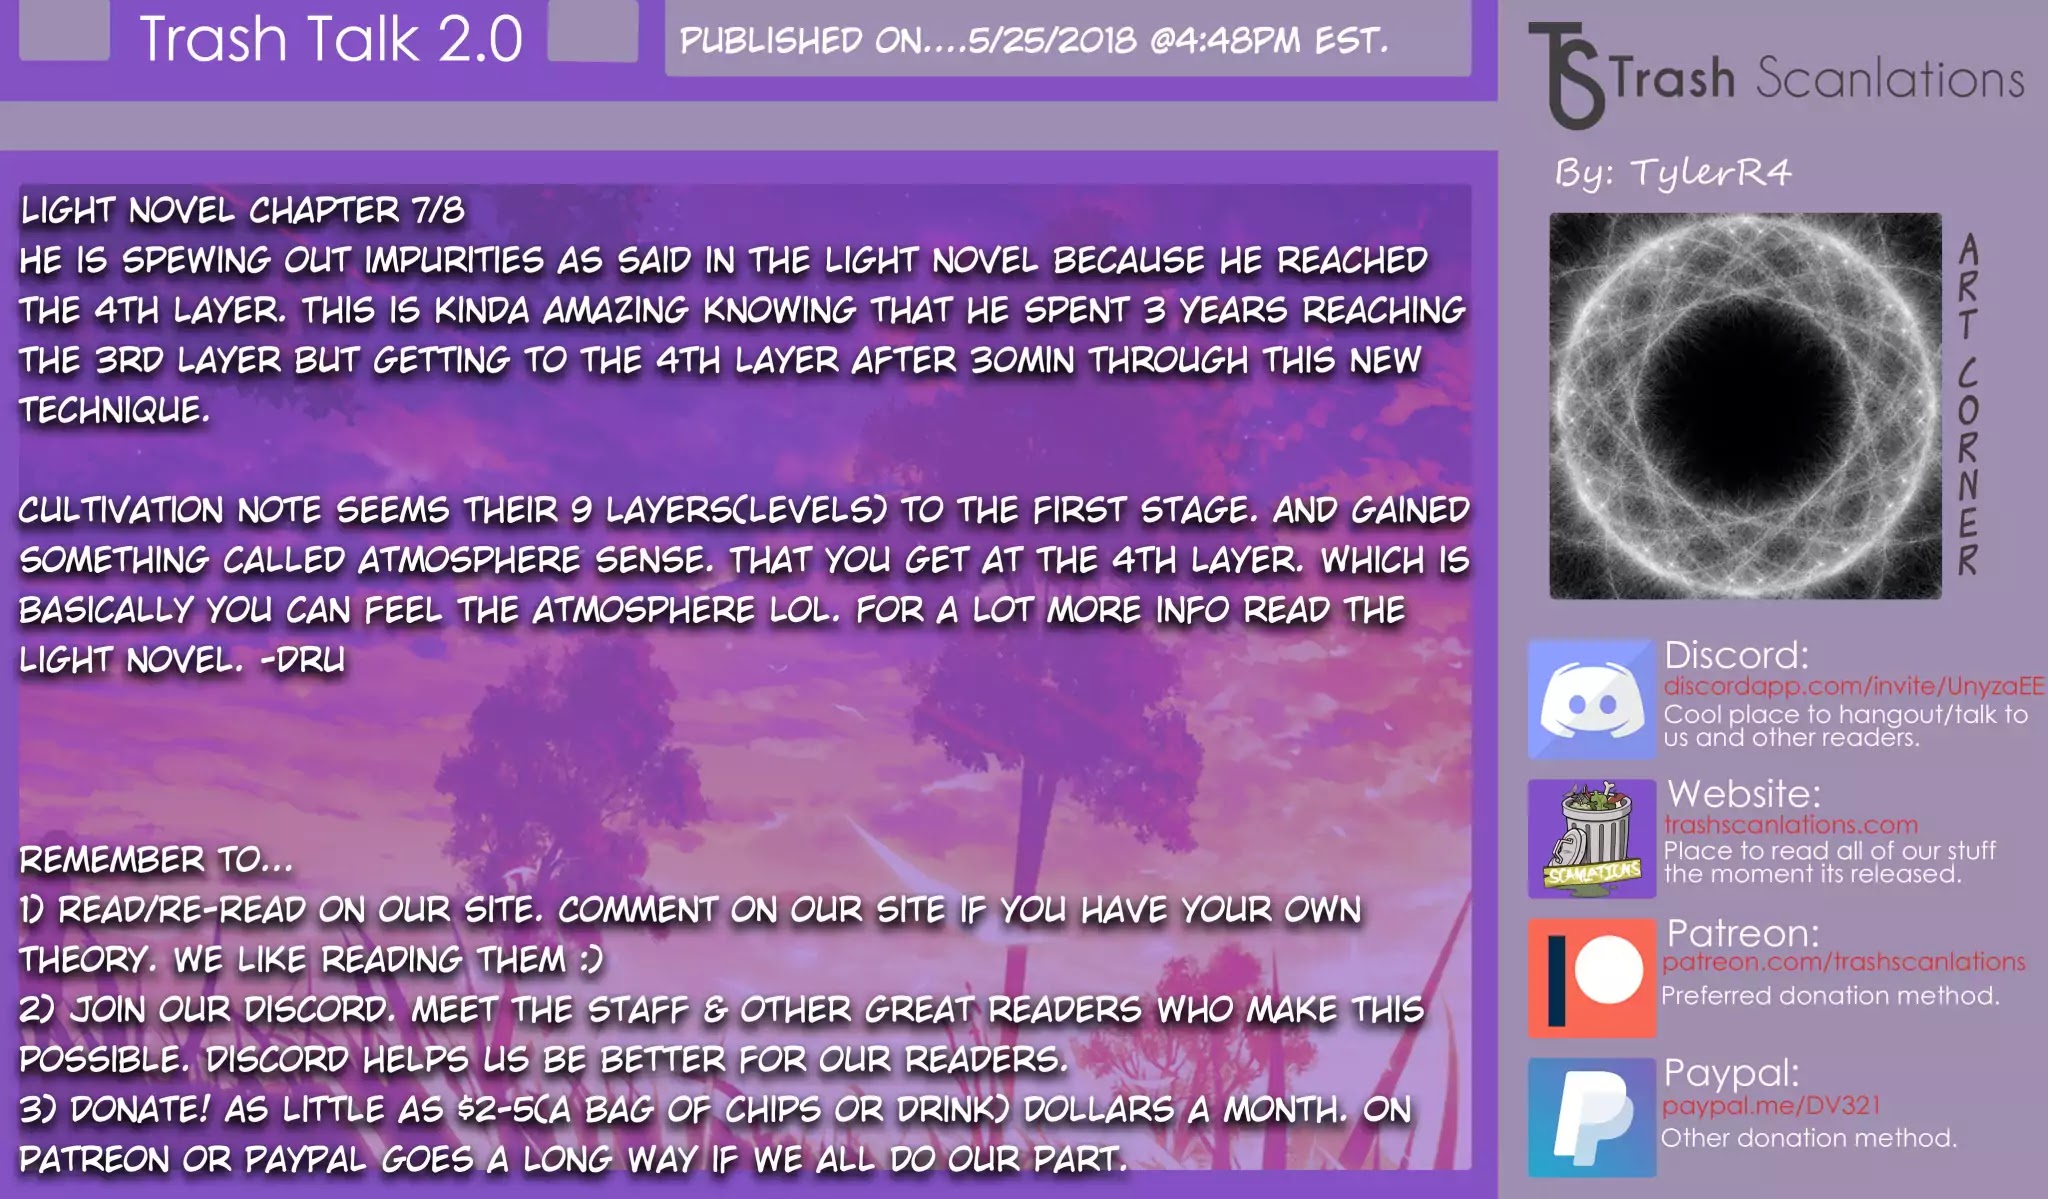 Trash Talk 2.0
PUBLISHED ON....5/25/2018 @4:48PM EST.
LIGHT NOVEL CHAPTER 7/8
HE IS SPEWING OUT IMPURITIES AS SAID IN THE LIGHT NOVEL BECAUSE HE REACHED
THE 4TH LAYER. THIS IS KINDA AMAZING KNOWING THAT HE SPENT 3 YEARS REACHING
THE 3RD LAYER BUT GETTING TO THE 4TH LAYER AFTER 30MIN THROUGH THIS NEW
TECHNIQUE.
CULTIVATION NOTE SEEMS THEIR 9 LAYERS(LEVELS) TO THE FIRST STAGE. AND GAINED
SOMETHING CALLED ATMOSPHERE SENSE. THAT YOU GET AT THE 4TH LAYER. WHICH IS
BASICALLY YOU CAN FEEL THE ATMOSPHERE LOL. FOR A LOT MORE INFO READ THE
LIGHT NOVEL. -DRU
REMEMBER TO...
1) READ/RE-READ ON OUR SITE. COMMENT ON OUR SITE IF YOU HAVE YOUR OWN
THEORY. WE LIKE READING THEM :)
2) JOIN OUR DISCORD. MEET THE STAFF & OTHER GREAT READERS WHO MAKE THIS
POSSIBLE. DISCORD HELPS US BE BETTER FOR OUR READERS.
3) DONATE! AS LITTLE AS $2-5(A BAG OF CHIPS OR DRINK) DOLLARS A MONTH. ON
PATREON OR PAYPAL GOES A LONG WAY IF WE ALL DO OUR PART.
TS Trash Scanlations
By: TylerR4
ART CORNER
Discord:
discordapp.com/invite/UnyzaEE
Cool place to hangout/talk to
us and other readers.
SCANLATIONS
Website:
trashscanlations.com
Place to read all of our stuff
the moment its released.
Patreon:
patreon.com/trashscanlations
Preferred donation method.
Paypal:
paypal.me/DV321
Other donation method.